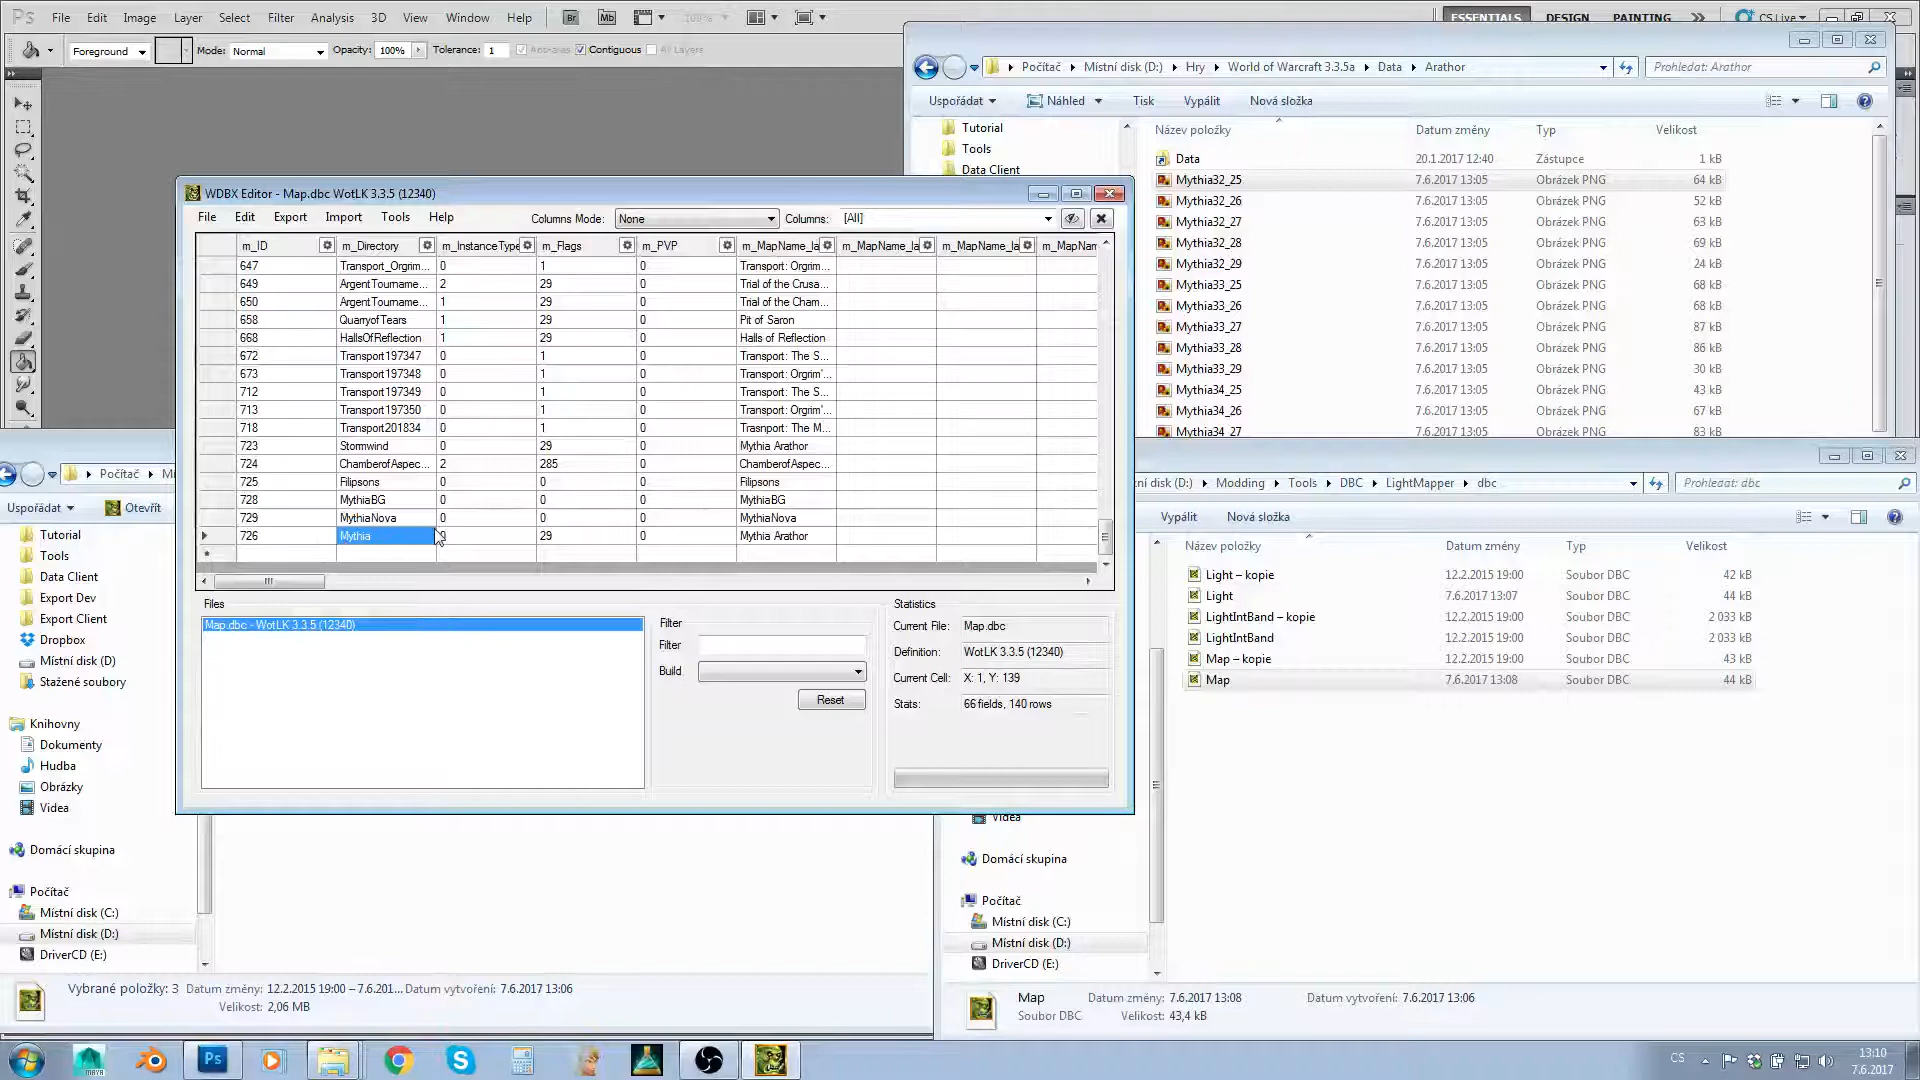 Ps File Edit Image Layer Select Filter Analysis 3D View Window Help Br Mb 100% ESSENTIALS DESIGN PAINTING CS Live
Foreground Mode: Normal Opacity: 100% Tolerance: 1 Anti-alias Contiguous All Layers
Počítač Místní disk (D:) Hry World of Warcraft 3.3.5a Data Arathor Prohledat: Arathor
Uspořádat Náhled Tisk Vypálit Nová složka
Tutorial
Tools
Data Client
Název položky Datum změny Typ Velikost
Data 20.1.2017 12:40 Zástupce 1 kB
Mythia32_25 7.6.2017 13:05 Obrázek PNG 64 kB
Mythia32_26 7.6.2017 13:05 Obrázek PNG 52 kB
Mythia32_27 7.6.2017 13:05 Obrázek PNG 63 kB
Mythia32_28 7.6.2017 13:05 Obrázek PNG 69 kB
Mythia32_29 7.6.2017 13:05 Obrázek PNG 24 kB
Mythia33_25 7.6.2017 13:05 Obrázek PNG 68 kB
Mythia33_26 7.6.2017 13:05 Obrázek PNG 68 kB
Mythia33_27 7.6.2017 13:05 Obrázek PNG 87 kB
Mythia33_28 7.6.2017 13:05 Obrázek PNG 86 kB
Mythia33_29 7.6.2017 13:05 Obrázek PNG 30 kB
Mythia34_25 7.6.2017 13:05 Obrázek PNG 43 kB
Mythia34_26 7.6.2017 13:05 Obrázek PNG 67 kB
Mythia34_27 7.6.2017 13:05 Obrázek PNG 83 kB
WDBX Editor - Map.dbc WotLK 3.3.5 (12340)
File Edit Export Import Tools Help Columns Mode: None Columns: [All]
m_ID m_Directory m_InstanceType m_Flags m_PVP m_MapName_la m_MapName_la m_MapName_la m_MapNam
647 Transport_Orgrim... 0 1 0 Transport: Orgrim...
649 ArgentTourname... 2 29 0 Trial of the Crusa...
650 ArgentTourname... 1 29 0 Trial of the Cham...
658 QuarryofTears 1 29 0 Pit of Saron
668 HallsOfReflection 1 29 0 Halls of Reflection
672 Transport197347 0 1 0 Transport: The S...
673 Transport197348 0 1 0 Transport: Orgrim'...
712 Transport197349 0 1 0 Transport: The S...
713 Transport197350 0 1 0 Transport: Orgrim'...
718 Transport201834 0 1 0 Trasnport: The M...
723 Stormwind 0 29 0 Mythia Arathor
724 ChamberofAspec... 2 285 0 ChamberofAspec...
725 Filipsons 0 0 0 Filipsons
728 MythiaBG 0 0 0 MythiaBG
729 MythiaNova 0 0 0 MythiaNova
726 Mythia 0 29 0 Mythia Arathor
Files
Map.dbc - WotLK 3.3.5 (12340)
Filter
Filter
Build
Reset
Statistics
Current File: Map.dbc
Definition: WotLK 3.3.5 (12340)
Current Cell: X: 1, Y: 139
Stats: 66 fields, 140 rows
Počítač Mí
Uspořádat Otevřít
Tutorial
Tools
Data Client
Export Dev
Export Client
Dropbox
Místní disk (D)
Stažené soubory
Knihovny
Dokumenty
Hudba
Obrázky
Videa
Domácí skupina
Počítač
Místní disk (C:)
Místní disk (D:)
DriverCD (E:)
Vybrané položky: 3 Datum změny: 12.2.2015 19:00 – 7.6.201... Datum vytvoření: 7.6.2017 13:06
Velikost: 2,06 MB
ní disk (D:) Modding Tools DBC LightMapper dbc Prohledat: dbc
Vypálit Nová složka
Název položky Datum změny Typ Velikost
Light – kopie 12.2.2015 19:00 Soubor DBC 42 kB
Light 7.6.2017 13:07 Soubor DBC 44 kB
LightIntBand – kopie 12.2.2015 19:00 Soubor DBC 2 033 kB
LightIntBand 12.2.2015 19:00 Soubor DBC 2 033 kB
Map – kopie 12.2.2015 19:00 Soubor DBC 43 kB
Map 7.6.2017 13:08 Soubor DBC 44 kB
Videa
Domácí skupina
Počítač
Místní disk (C:)
Místní disk (D:)
DriverCD (E:)
Map Datum změny: 7.6.2017 13:08 Datum vytvoření: 7.6.2017 13:06
Soubor DBC Velikost: 43,4 kB
MAYA Ps CS 13:10
7.6.2017